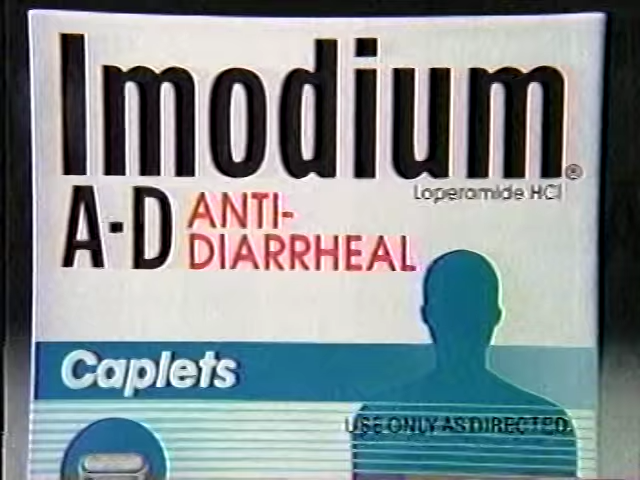 Imodium®
Loperamide HCl
A-D ANTI-
DIARRHEAL
Caplets
USE ONLY AS DIRECTED.